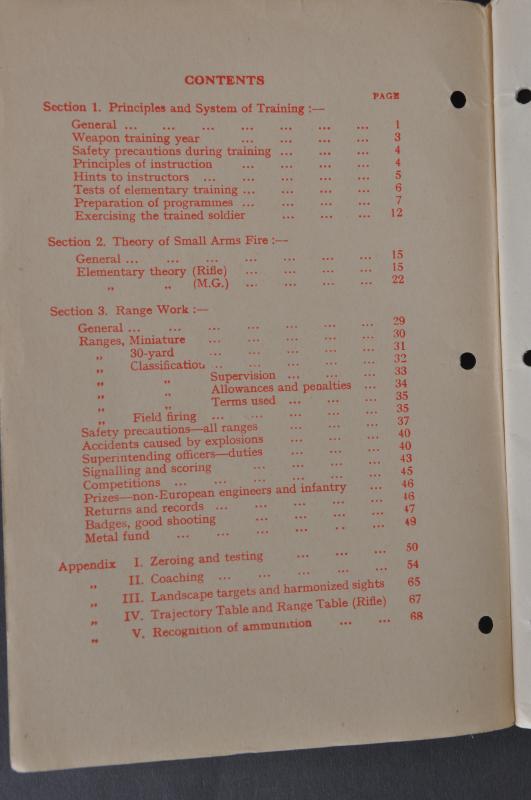 CONTENTS
PAGE
Section 1. Principles and System of Training :—
General ... ... ... ... ... ... ... 1
Weapon training year ... ... ... ... 3
Safety precautions during training ... ... ... 4
Principles of instruction ... ... ... ... 4
Hints to instructors ... ... ... ... ... 5
Tests of elementary training ... ... ... ... 6
Preparation of programmes ... ... ... ... 7
Exercising the trained soldier ... ... ... 12
Section 2. Theory of Small Arms Fire :—
General ... ... ... ... ... ... ... 15
Elementary theory (Rifle) ... ... ... ... 15
„ „ (M.G.) ... ... ... ... 22
Section 3. Range Work :—
General ... ... ... ... ... ... ... 29
Ranges, Miniature ... ... ... ... ... 30
„ 30-yard ... ... ... ... ... 31
„ Classification ... ... ... ... ... 32
„ „ Supervision ... ... ... 33
„ „ Allowances and penalties ... 34
„ „ Terms used ... ... ... 35
„ Field firing ... ... ... ... ... 35
Safety precautions—all ranges ... ... ... 37
Accidents caused by explosions ... ... ... 40
Superintending officers—duties ... ... ... 40
Signalling and scoring ... ... ... ... 43
Competitions ... ... ... ... ... ... 45
Prizes—non-European engineers and infantry ... 46
Returns and records ... ... ... ... ... 46
Badges, good shooting ... ... ... ... 47
Metal fund ... ... ... ... ... ... 49
Appendix I. Zeroing and testing ... ... ... 50
„ II. Coaching ... ... ... ... ... 54
„ III. Landscape targets and harmonized sights 65
„ IV. Trajectory Table and Range Table (Rifle) 67
„ V. Recognition of ammunition ... ... 68